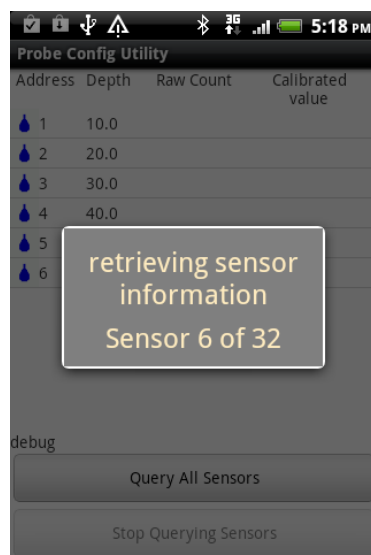 3G 5:18 PM
Probe Config Utility
Address Depth Raw Count Calibrated
value
1 10.0
2 20.0
3 30.0
4 40.0
5
6
retrieving sensor
information
Sensor 6 of 32
debug
Query All Sensors
Stop Querying Sensors